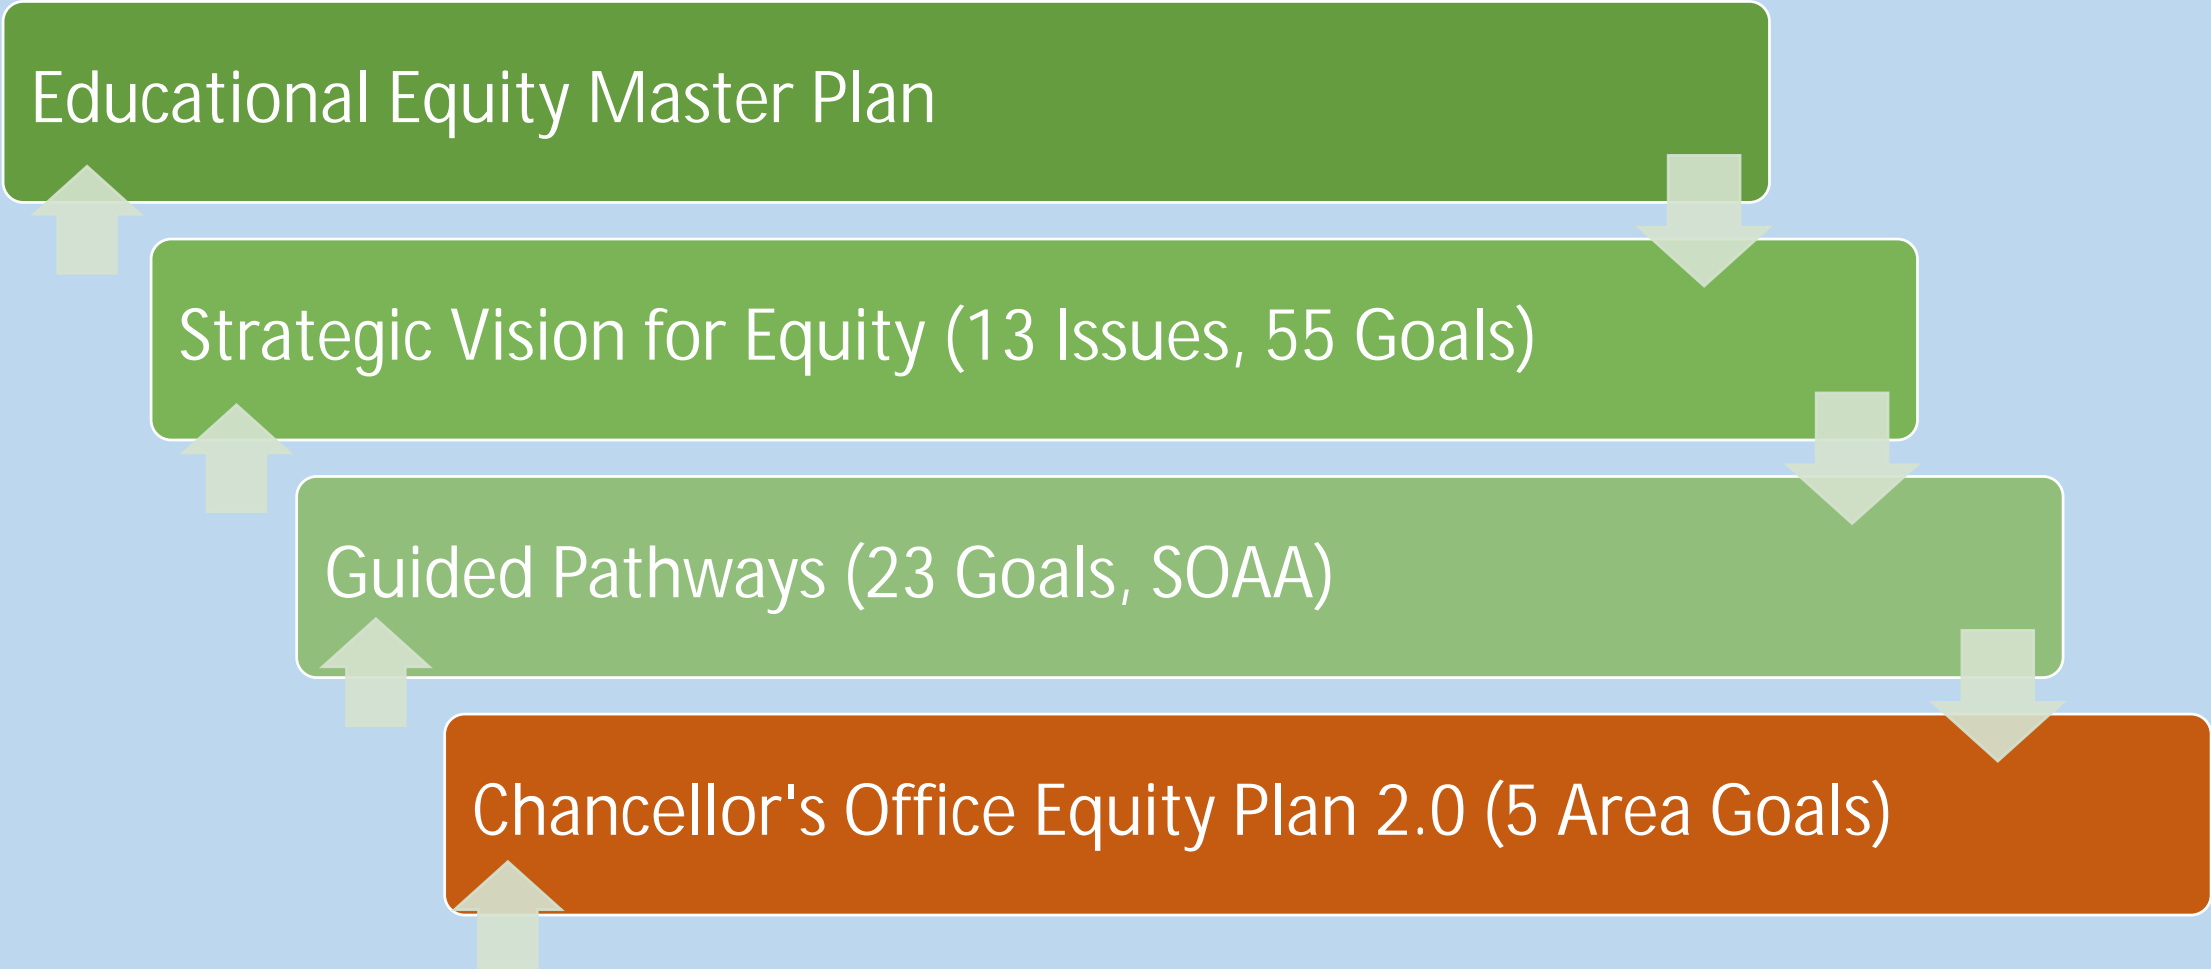 Educational Equity Master Plan
Strategic Vision for Equity (13 Issues, 55 Goals)
Guided Pathways (23 Goals, SOAA)
Chancellor's Office Equity Plan 2.0 (5 Area Goals)